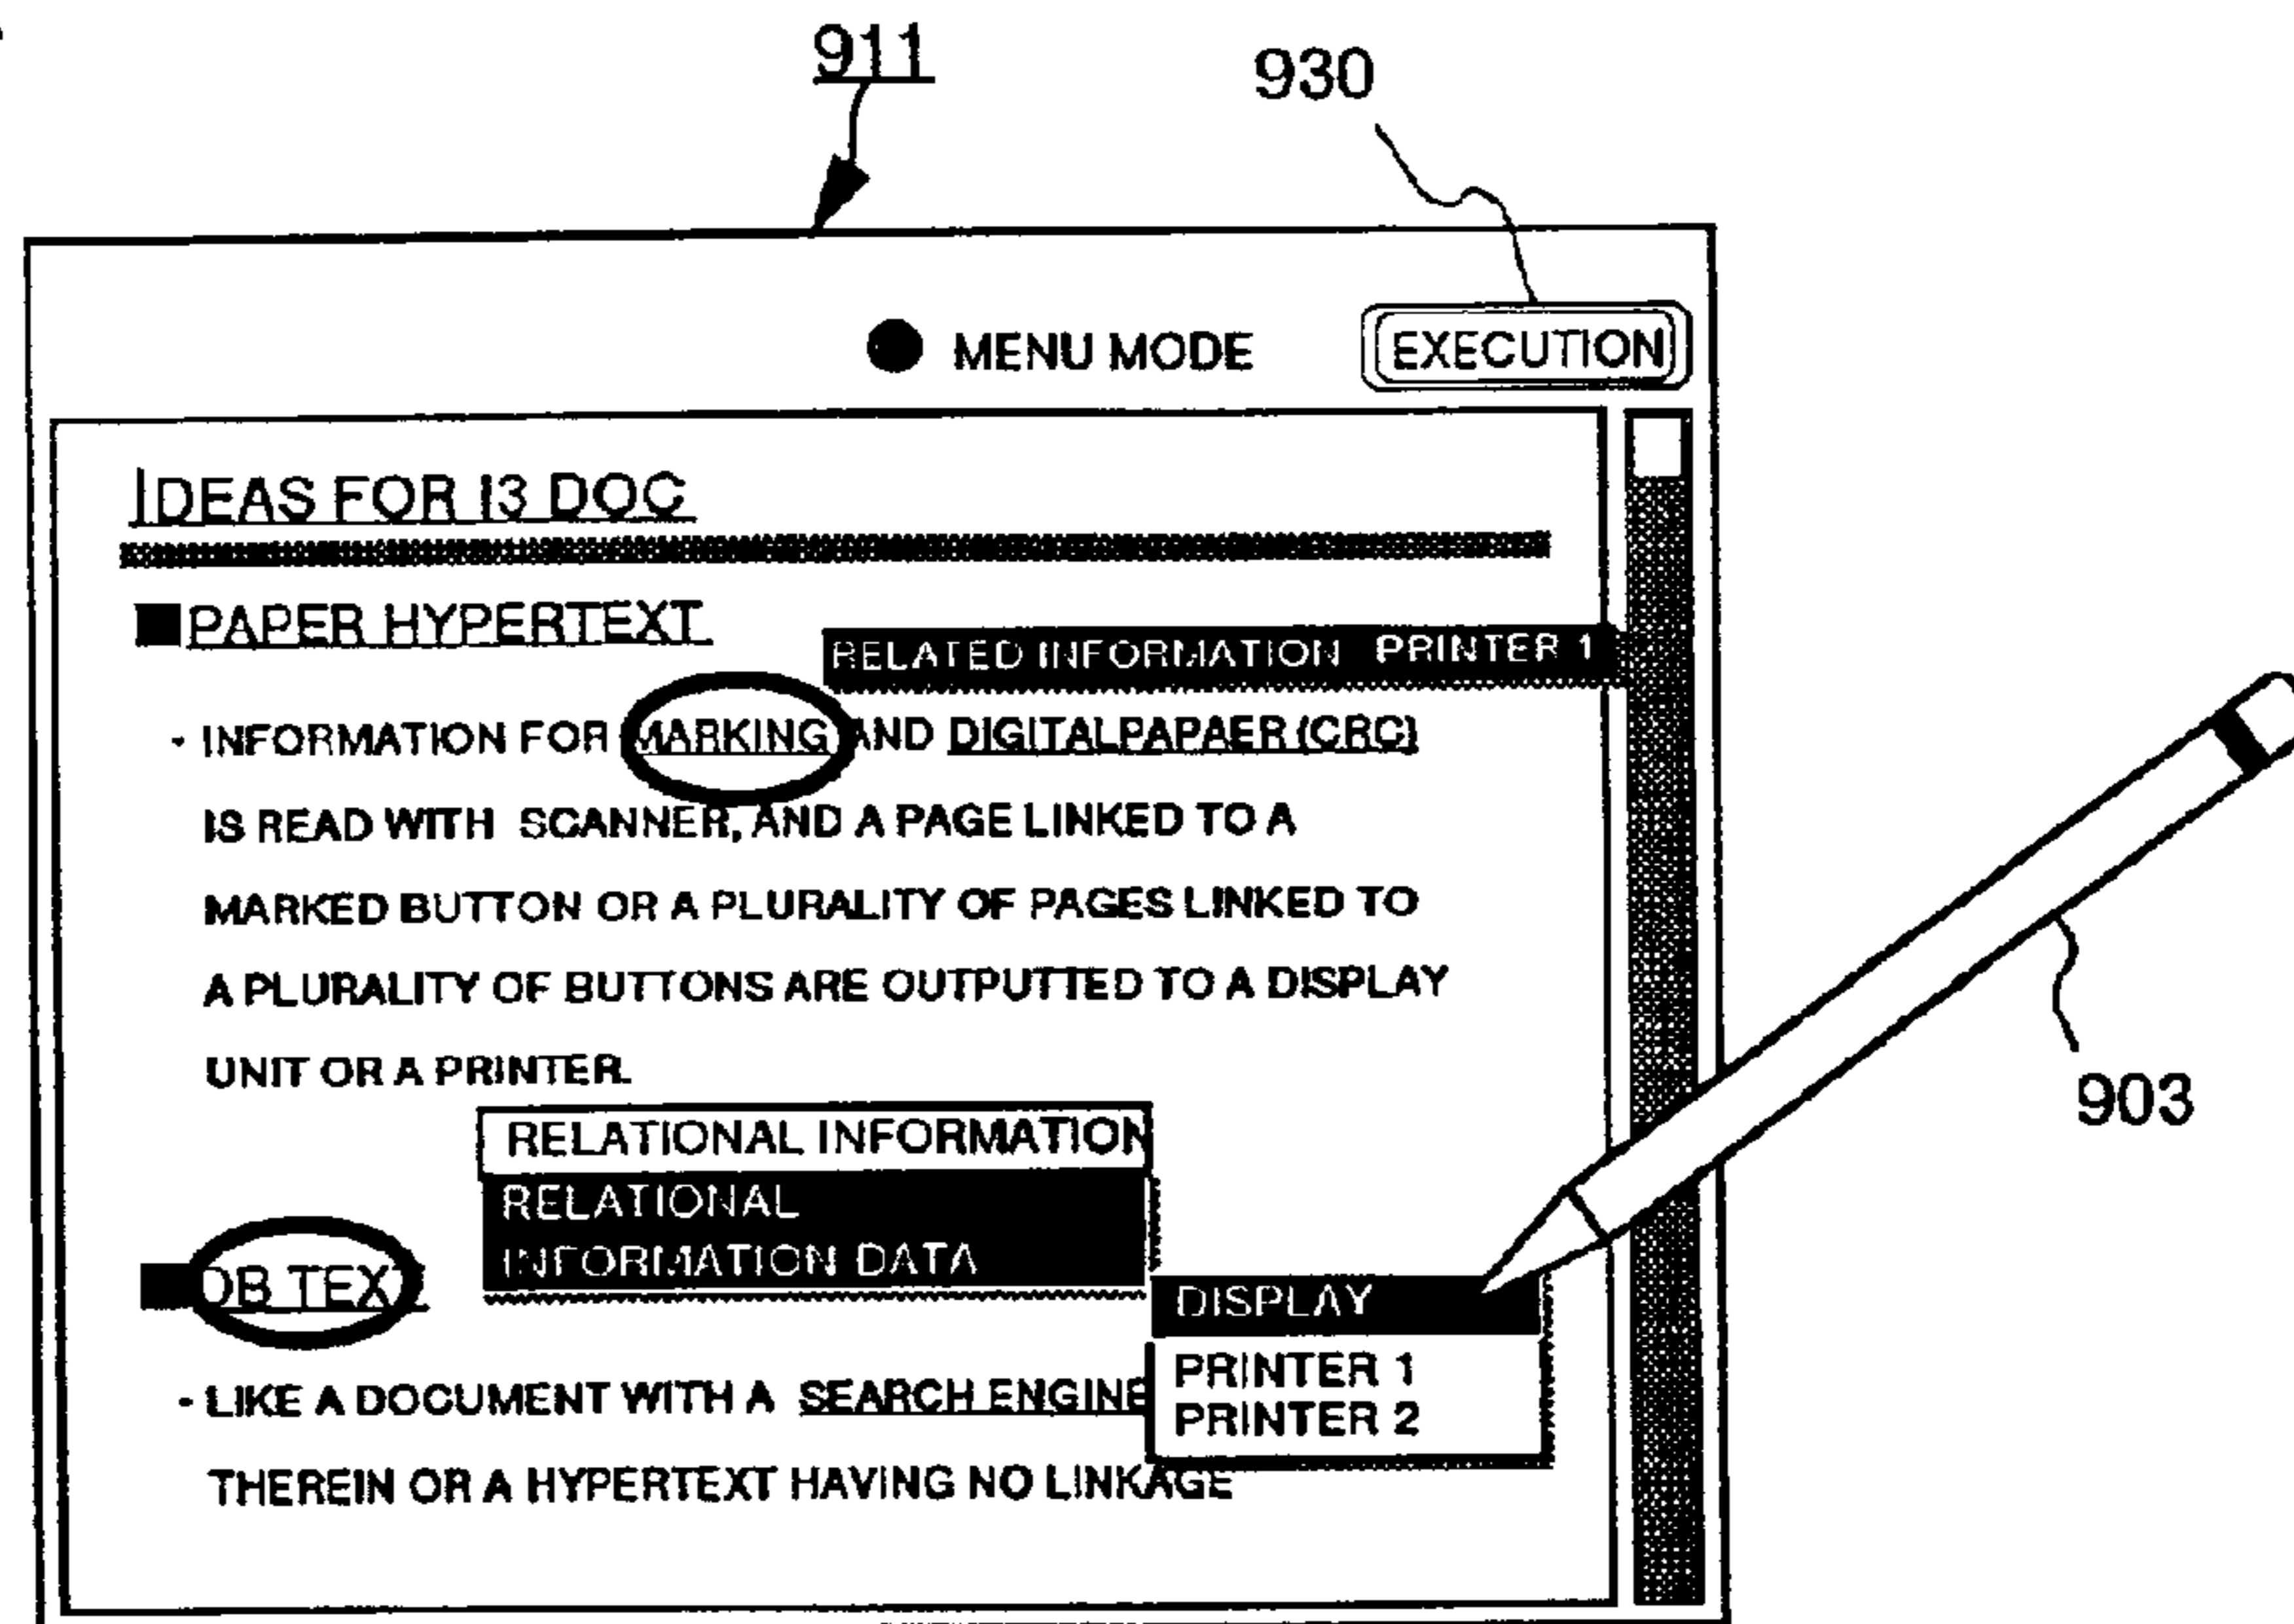 911
930
MENU MODE
EXECUTION
IDEAS FOR I3 DOC
PAPER HYPERTEXT
RELATED INFORMATION PRINTER 1
- INFORMATION FOR MARKING AND DIGITALPAPAER (CRC)
IS READ WITH SCANNER, AND A PAGE LINKED TO A
MARKED BUTTON OR A PLURALITY OF PAGES LINKED TO
A PLURALITY OF BUTTONS ARE OUTPUTTED TO A DISPLAY
UNIT OR A PRINTER.
903
RELATIONAL INFORMATION
RELATIONAL
INFORMATION DATA
OB TEXT
DISPLAY
PRINTER 1
PRINTER 2
- LIKE A DOCUMENT WITH A SEARCH ENGINE
THEREIN OR A HYPERTEXT HAVING NO LINKAGE